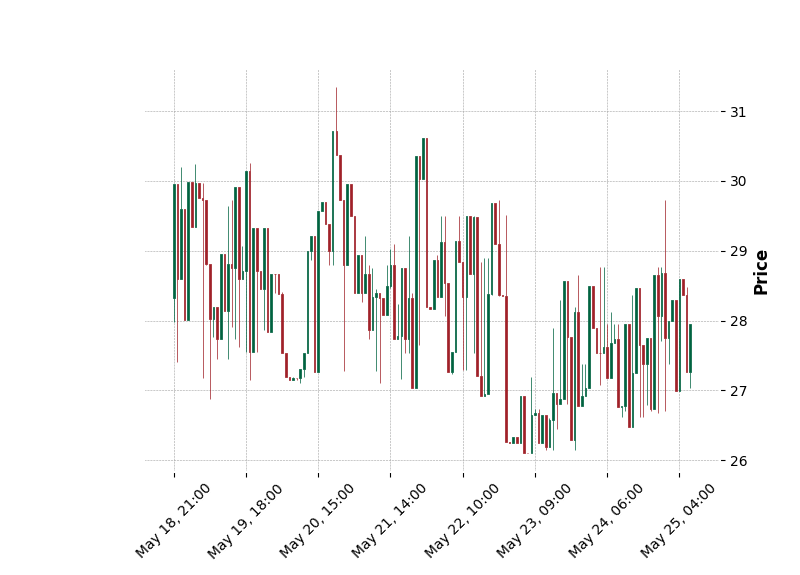 31
30
29
28
27
26
Price
May 18, 21:00
May 19, 18:00
May 20, 15:00
May 21, 14:00
May 22, 10:00
May 23, 09:00
May 24, 06:00
May 25, 04:00